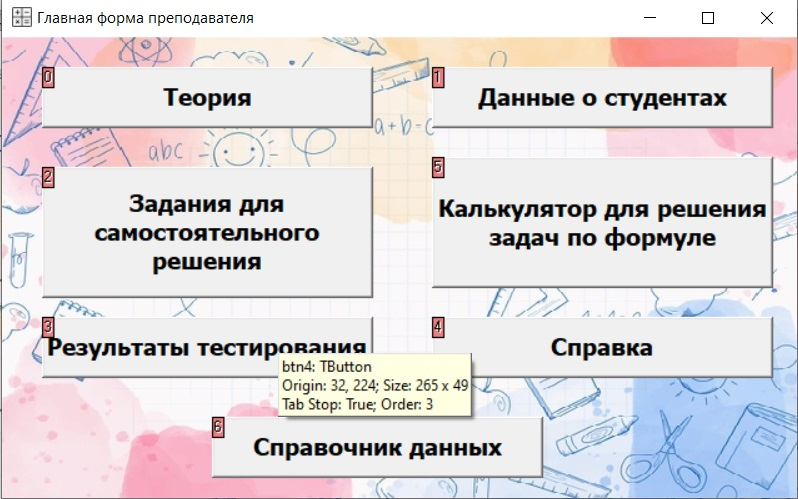 Главная форма преподавателя
0
Теория
1
Данные о студентах
a+b=c
abc
2
Задания для
самостоятельного
решения
5
Калькулятор для решения
задач по формуле
3
Результаты тестирования
4
Справка
btn4: TButton
Origin: 32, 224; Size: 265 x 49
Tab Stop: True; Order: 3
6
Справочник данных